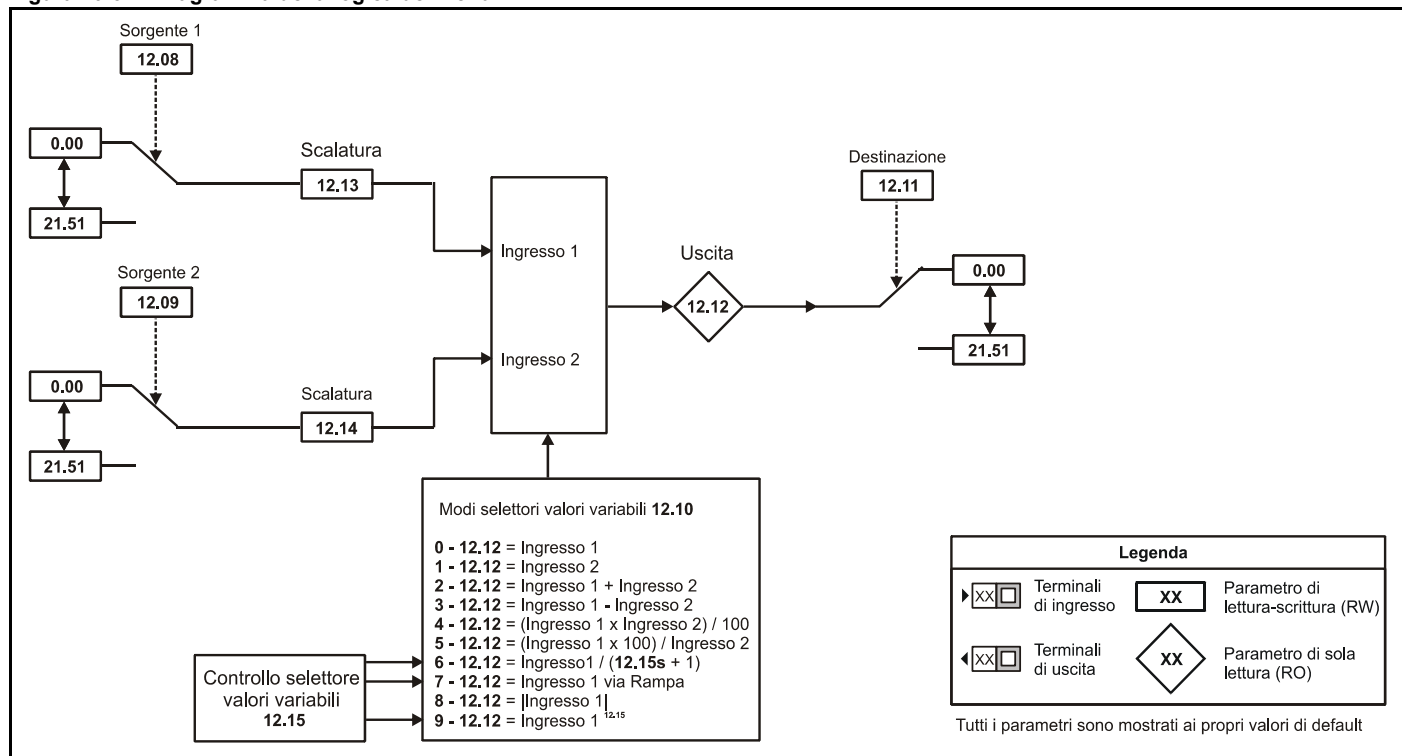 Sorgente 1
12.08
0.00
21.51
Scalatura
12.13
Sorgente 2
12.09
0.00
21.51
Scalatura
12.14
Ingresso 1
Ingresso 2
Uscita
12.12
Destinazione
12.11
0.00
21.51
Modi selettori valori variabili 12.10
0 - 12.12 = Ingresso 1
1 - 12.12 = Ingresso 2
2 - 12.12 = Ingresso 1 + Ingresso 2
3 - 12.12 = Ingresso 1 - Ingresso 2
4 - 12.12 = (Ingresso 1 x Ingresso 2) / 100
5 - 12.12 = (Ingresso 1 x 100) / Ingresso 2
6 - 12.12 = Ingresso1 / (12.15s + 1)
7 - 12.12 = Ingresso 1 via Rampa
8 - 12.12 = |Ingresso 1|
9 - 12.12 = Ingresso 1 12.15
Controllo selettore
valori variabili
12.15
Legenda
XX
Terminali
di ingresso
XX
Parametro di
lettura-scrittura (RW)
XX
Terminali
di uscita
XX
Parametro di sola
lettura (RO)
Tutti i parametri sono mostrati ai propri valori di default